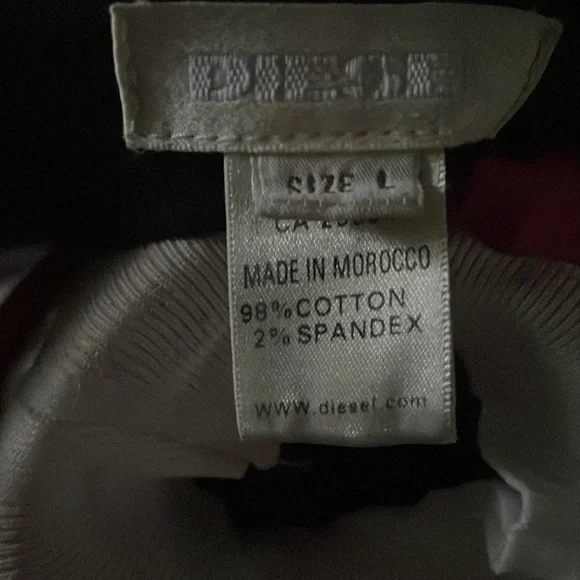 DIESEL
SIZE L
MADE IN MOROCCO
98% COTTON
2% SPANDEX
www.diesel.com